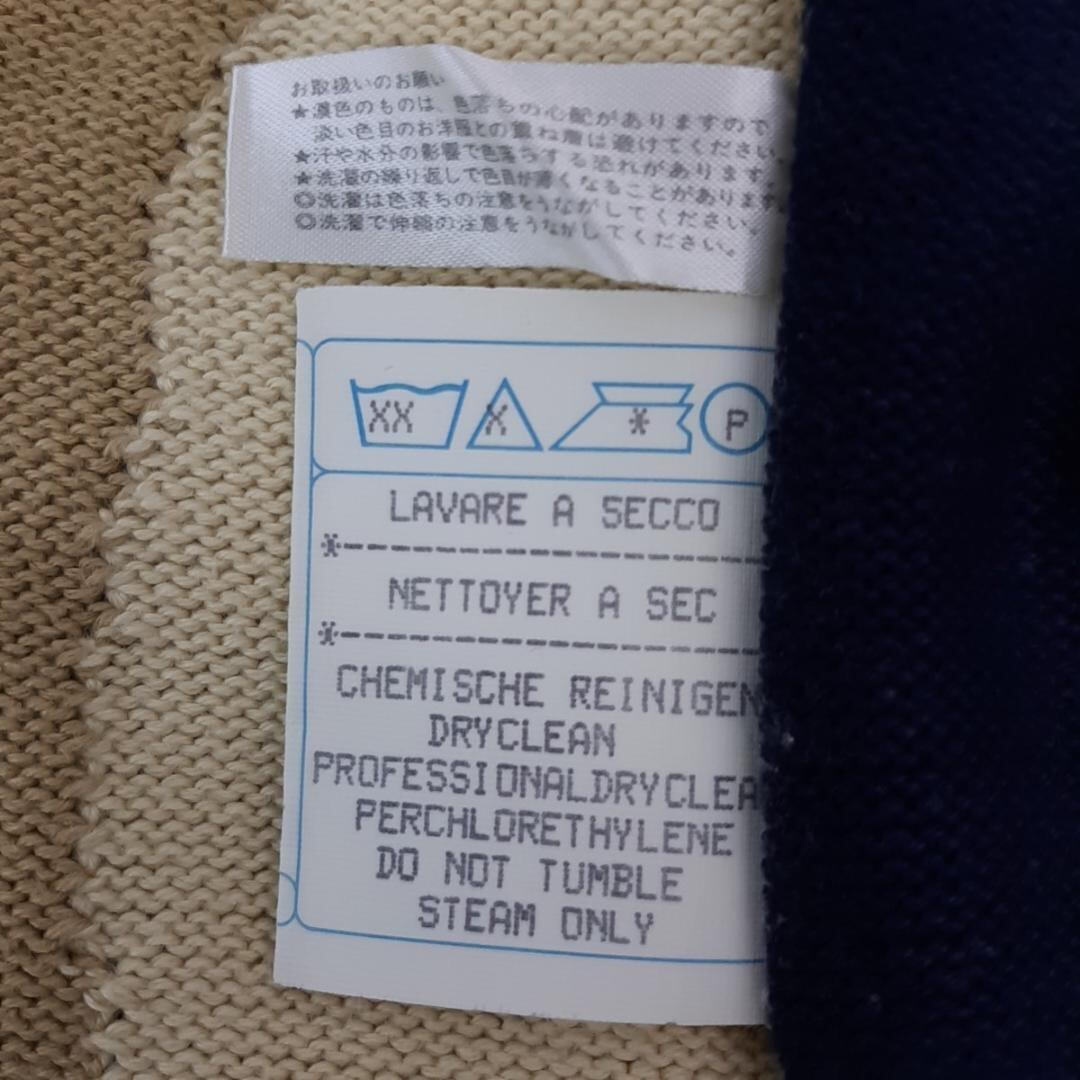 お取扱いのお願い
★濃色のものは、色落ちの心配がありますので
淡い色目のお洋服との重ね着は避けてください。
★汗や水分の影響で色落ちする恐れがあります。
★洗濯の繰り返しで色目が薄くなることがあります。
◎洗濯は色落ちの注意をうながしてください。
◎洗濯で伸縮の注意をうながしてください。
XX X * P
LAVARE A SECCO
*--------------------
NETTOYER A SEC
*--------------------
CHEMISCHE REINIGEN
DRYCLEAN
PROFESSIONALDRYCLEA
PERCHLORETHYLENE
DO NOT TUMBLE
STEAM ONLY